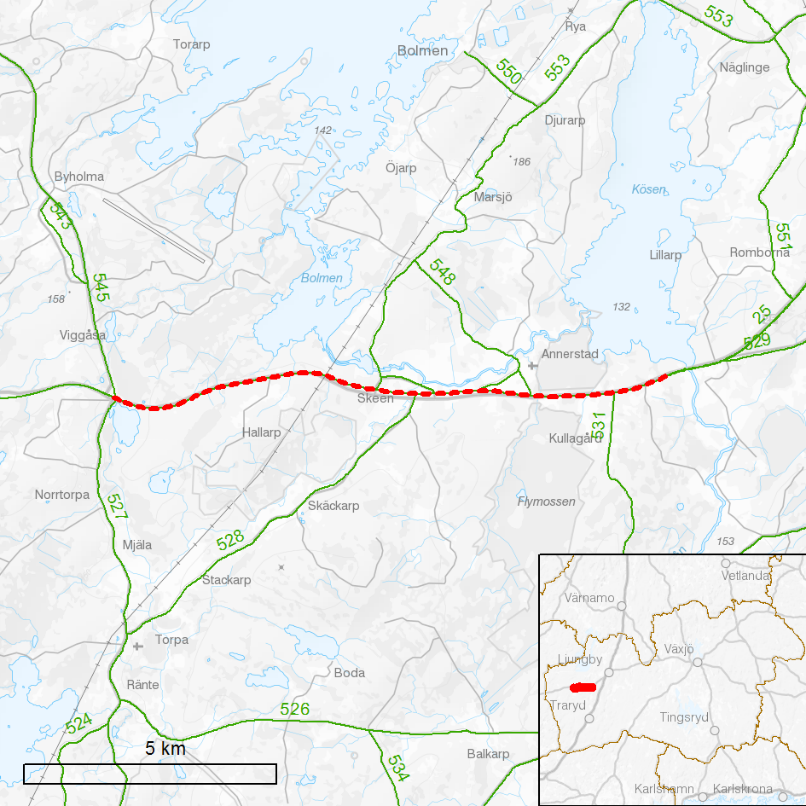 553
Rya
Torarp
Bolmen
550
553
Näglinge
Djurarp
142
186
Öjarp
Byholma
Kösen
Marsjö
543
551
Lillarp
Romborna
548
545
Bolmen
158
132
25
Viggåsa
529
Annerstad
Skeen
531
Hallarp
Kullagård
Norrtorpa
527
Skäckarp
Flymossen
528
153
Mjäla
Stackarp
Vetlanda
Värnamo
Torpa
Växjö
Ljungby
Boda
Ränte
Traryd
526
Tingsryd
524
5 km
Balkarp
534
Karlshamn
Karlskrona